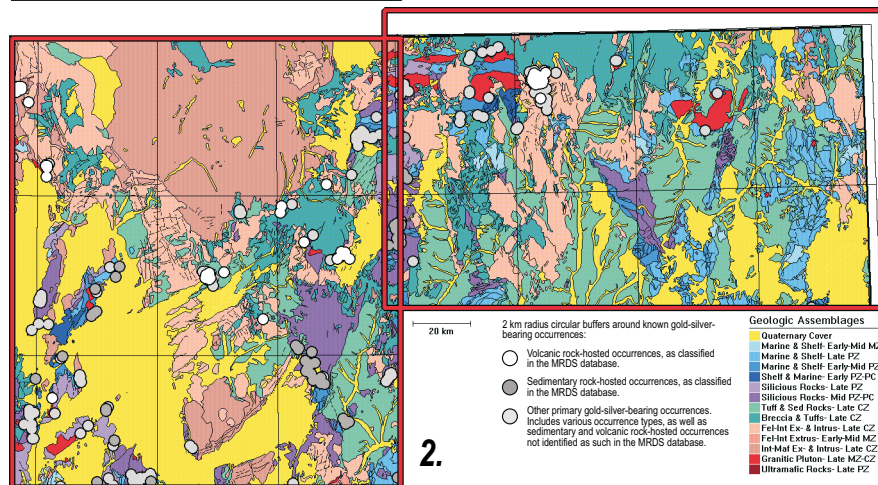 20 km
2 km radius circular buffers around known gold-silver-
bearing occurrences:
Volcanic rock-hosted occurrences, as classified
in the MRDS database.
Sedimentary rock-hosted occurrences, as classified
in the MRDS database.
Other primary gold-silver-bearing occurrences.
Includes various occurrence types, as well as
sedimentary and volcanic rock-hosted occurrences
not identified as such in the MRDS database.
2.
Geologic Assemblages
Quaternary Cover
Marine & Shelf- Early-Mid MZ
Marine & Shelf- Late PZ
Marine & Shelf- Early-Mid PZ
Shelf & Marine- Early PZ-PC
Silicious Rocks- Late PZ
Silicious Rocks- Mid PZ-PC
Tuff & Sed Rocks- Late CZ
Breccia & Tuffs- Late CZ
Fel-Int Ex- & Intrus- Late CZ
Fel-Int Extrus- Early-Mid MZ
Int-Maf Ex- & Intrus- Late CZ
Granitic Pluton- Late MZ-CZ
Ultramafic Rocks- Late PZ